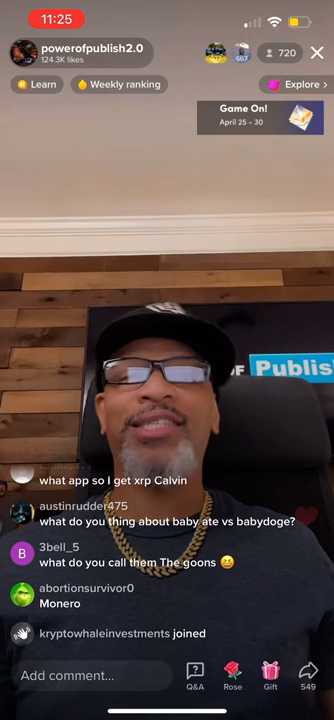 11:25
powerofpublish2.0
124.3K likes
667
720
Learn
Weekly ranking
Explore
Game On!
April 25 - 30
OF Publis
what app so I get xrp Calvin
austinrudder475
what do you thing about baby ate vs babydoge?
B
3bell_5
what do you call them The goons 😆
abortionsurvivor0
Monero
kryptowhaleinvestments joined
Add comment...
Q&A
Rose
Gift
549